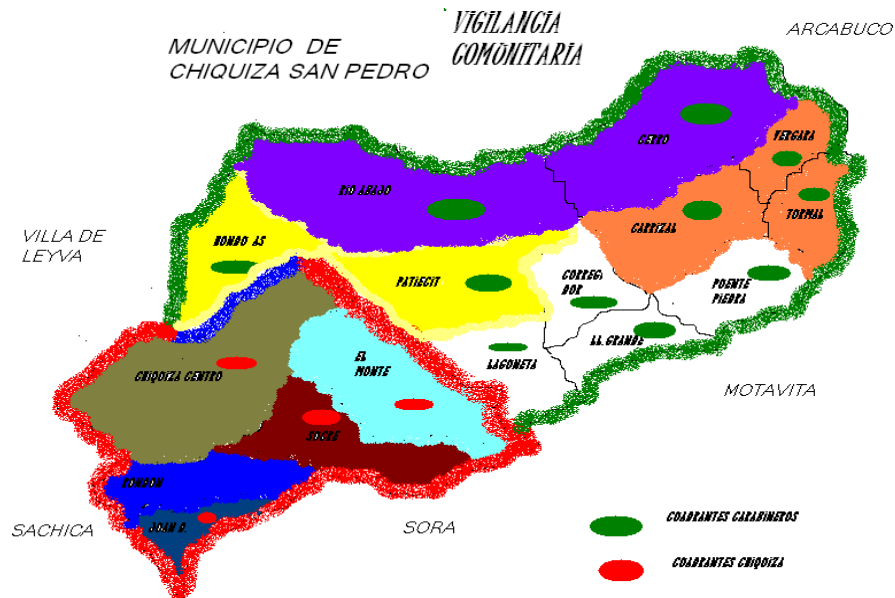 VIGILANCIA
COMUNITARIA
ARCABUCO
MUNICIPIO DE
CHIQUIZA SAN PEDRO
VERGARA
CERRO
RIO ABAJO
TORMAL
CARRIZAL
VILLA DE
LEYVA
HONDO AS
PATIECIT
CORREGI
DOR
PUENTE
PIEDRA
LL. GRANDE
EL
MONTE
LAGUNETA
CHIQUIZA CENTRO
MOTAVITA
SUCRE
RONDON
JUAN D.
SACHICA
SORA
CUADRANTES CARABINEROS
CUADRANTES CHIQUIZA